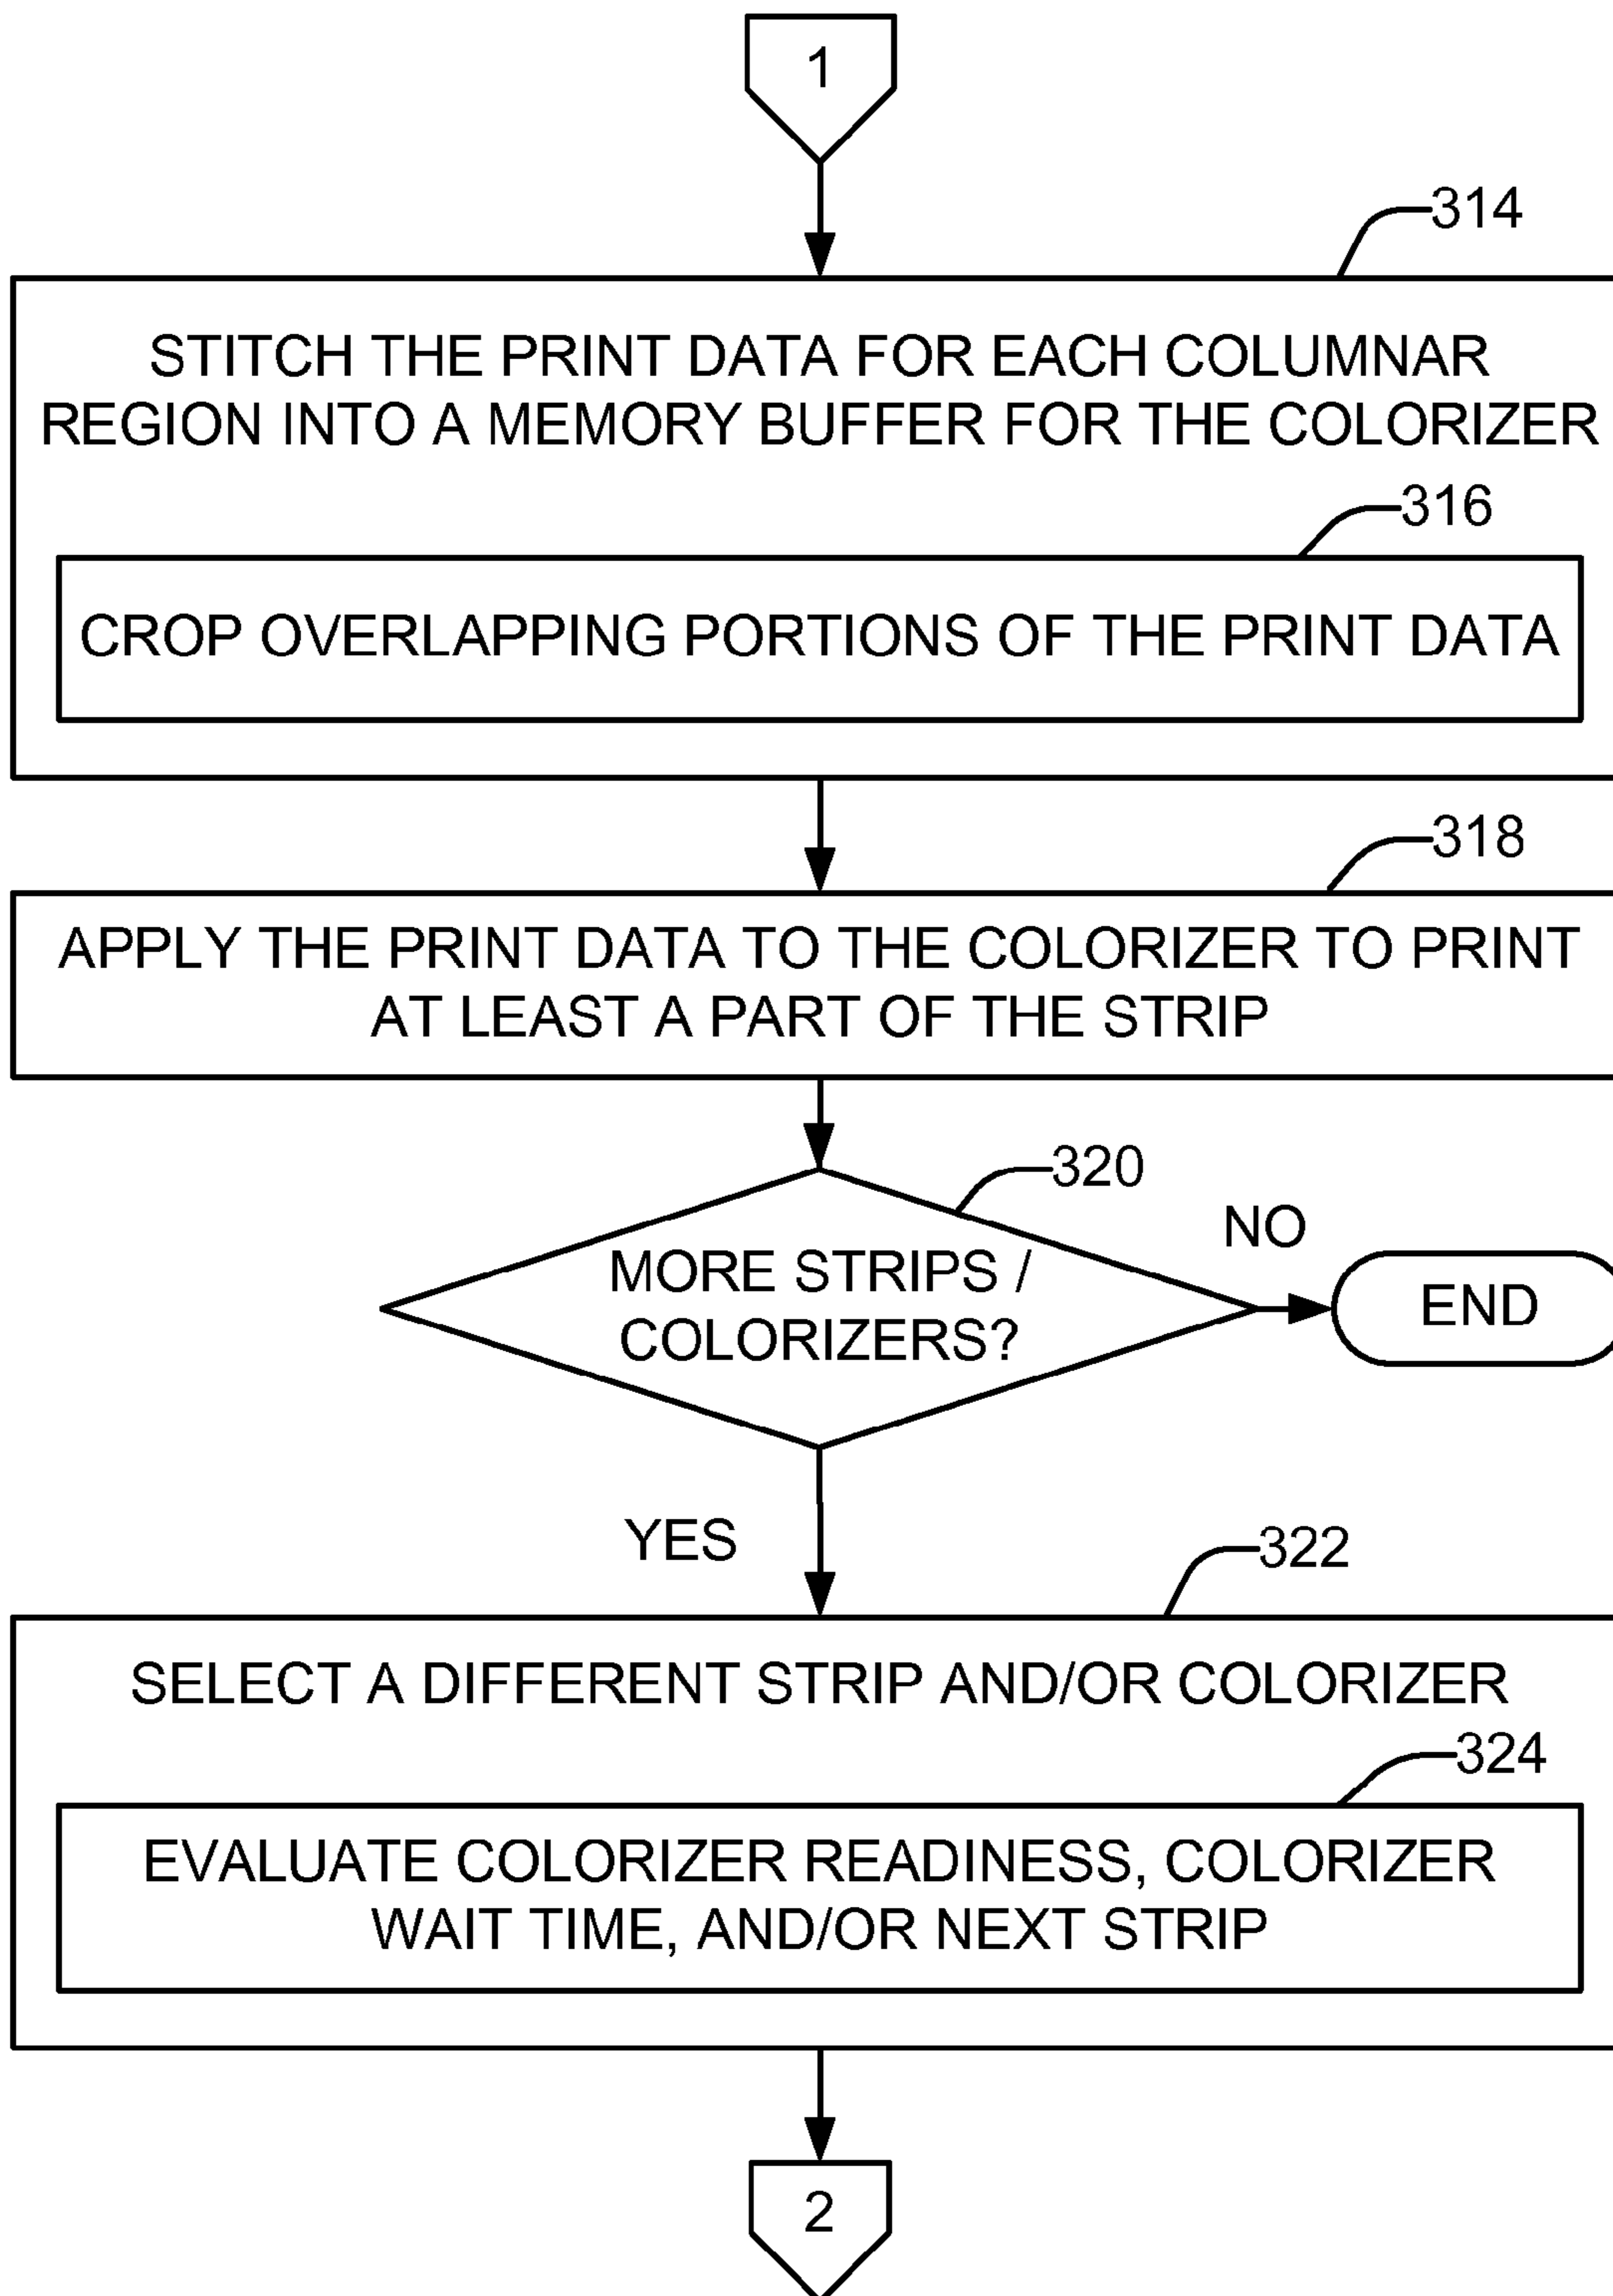 1
314
STITCH THE PRINT DATA FOR EACH COLUMNAR
REGION INTO A MEMORY BUFFER FOR THE COLORIZER
316
CROP OVERLAPPING PORTIONS OF THE PRINT DATA
318
APPLY THE PRINT DATA TO THE COLORIZER TO PRINT
AT LEAST A PART OF THE STRIP
320
MORE STRIPS /
COLORIZERS?
NO
END
YES
322
SELECT A DIFFERENT STRIP AND/OR COLORIZER
324
EVALUATE COLORIZER READINESS, COLORIZER
WAIT TIME, AND/OR NEXT STRIP
2